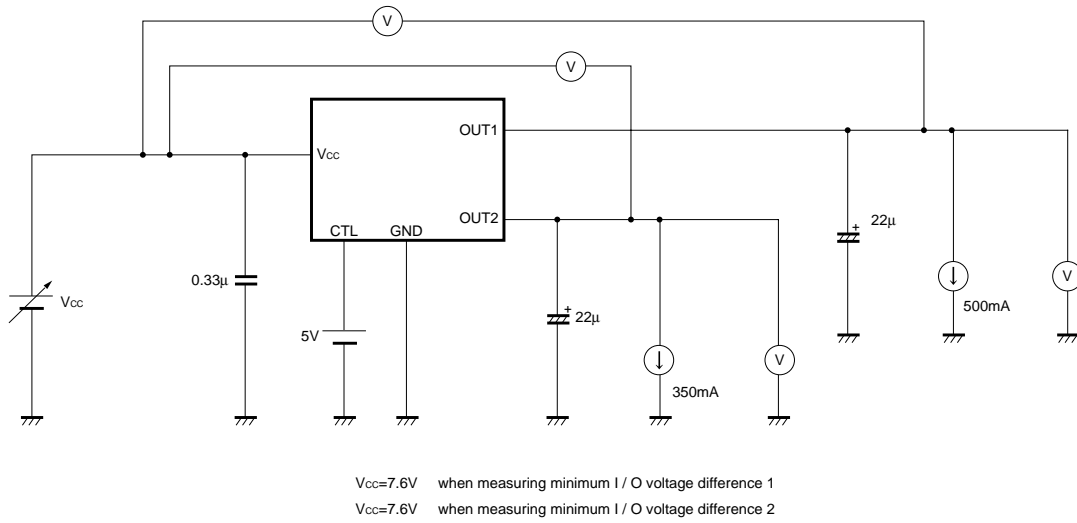 V
V
OUT1
VCC
OUT2
22µ
CTL
GND
0.33µ
VCC
500mA
V
+
22µ
5V
350mA
V
+
VCC=7.6V when measuring minimum I / O voltage difference 1
VCC=7.6V when measuring minimum I / O voltage difference 2